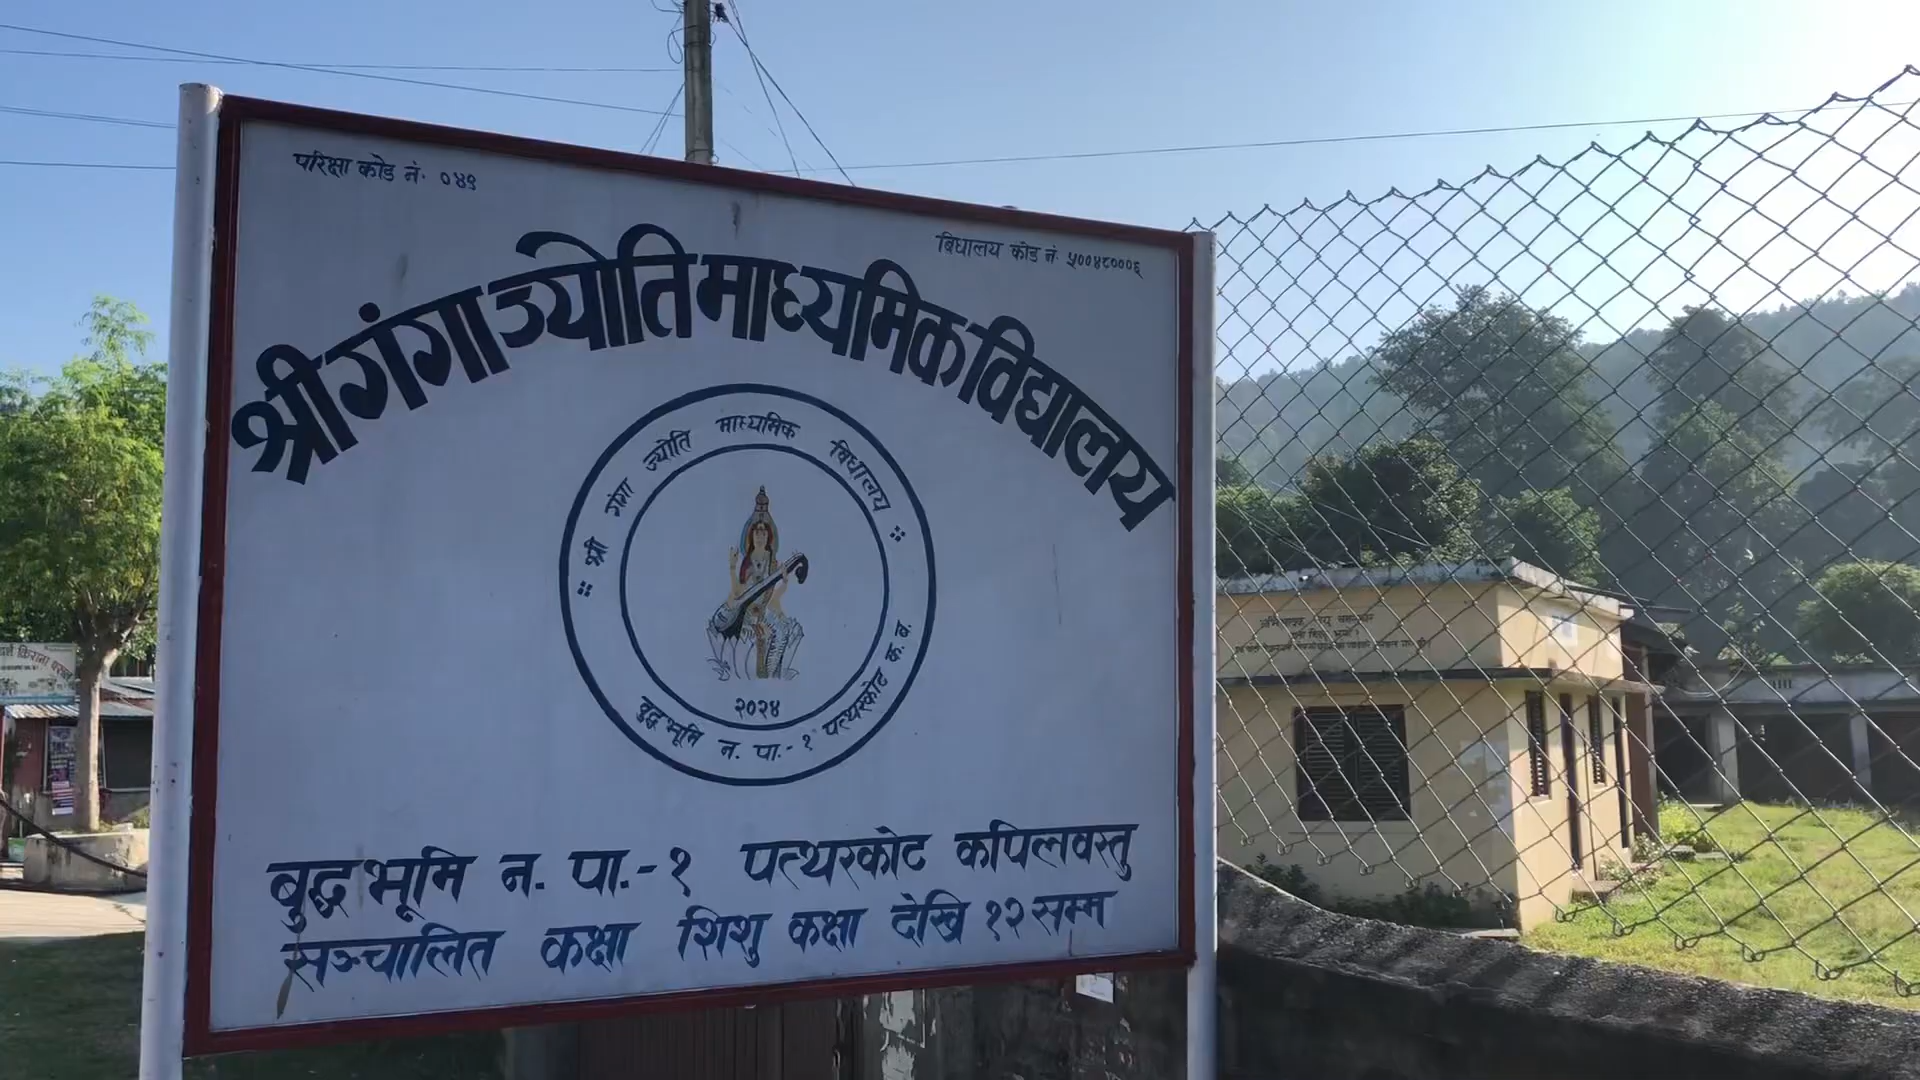 परिक्षा कोड नं. ०४९
बिद्यालय कोड नं. ५००४८०००६
श्री गंगा ज्योति माध्यमिक विद्यालय
श्री गंगा ज्योति माध्यमिक विद्यालय
२०२४
बुद्धभूमि न. पा.-१ पत्थरकोट क.व.
बुद्धभूमि न. पा.-१ पत्थरकोट कपिलवस्तु
सञ्चालित कक्षा शिशु कक्षा देखि १२ सम्म
किराना